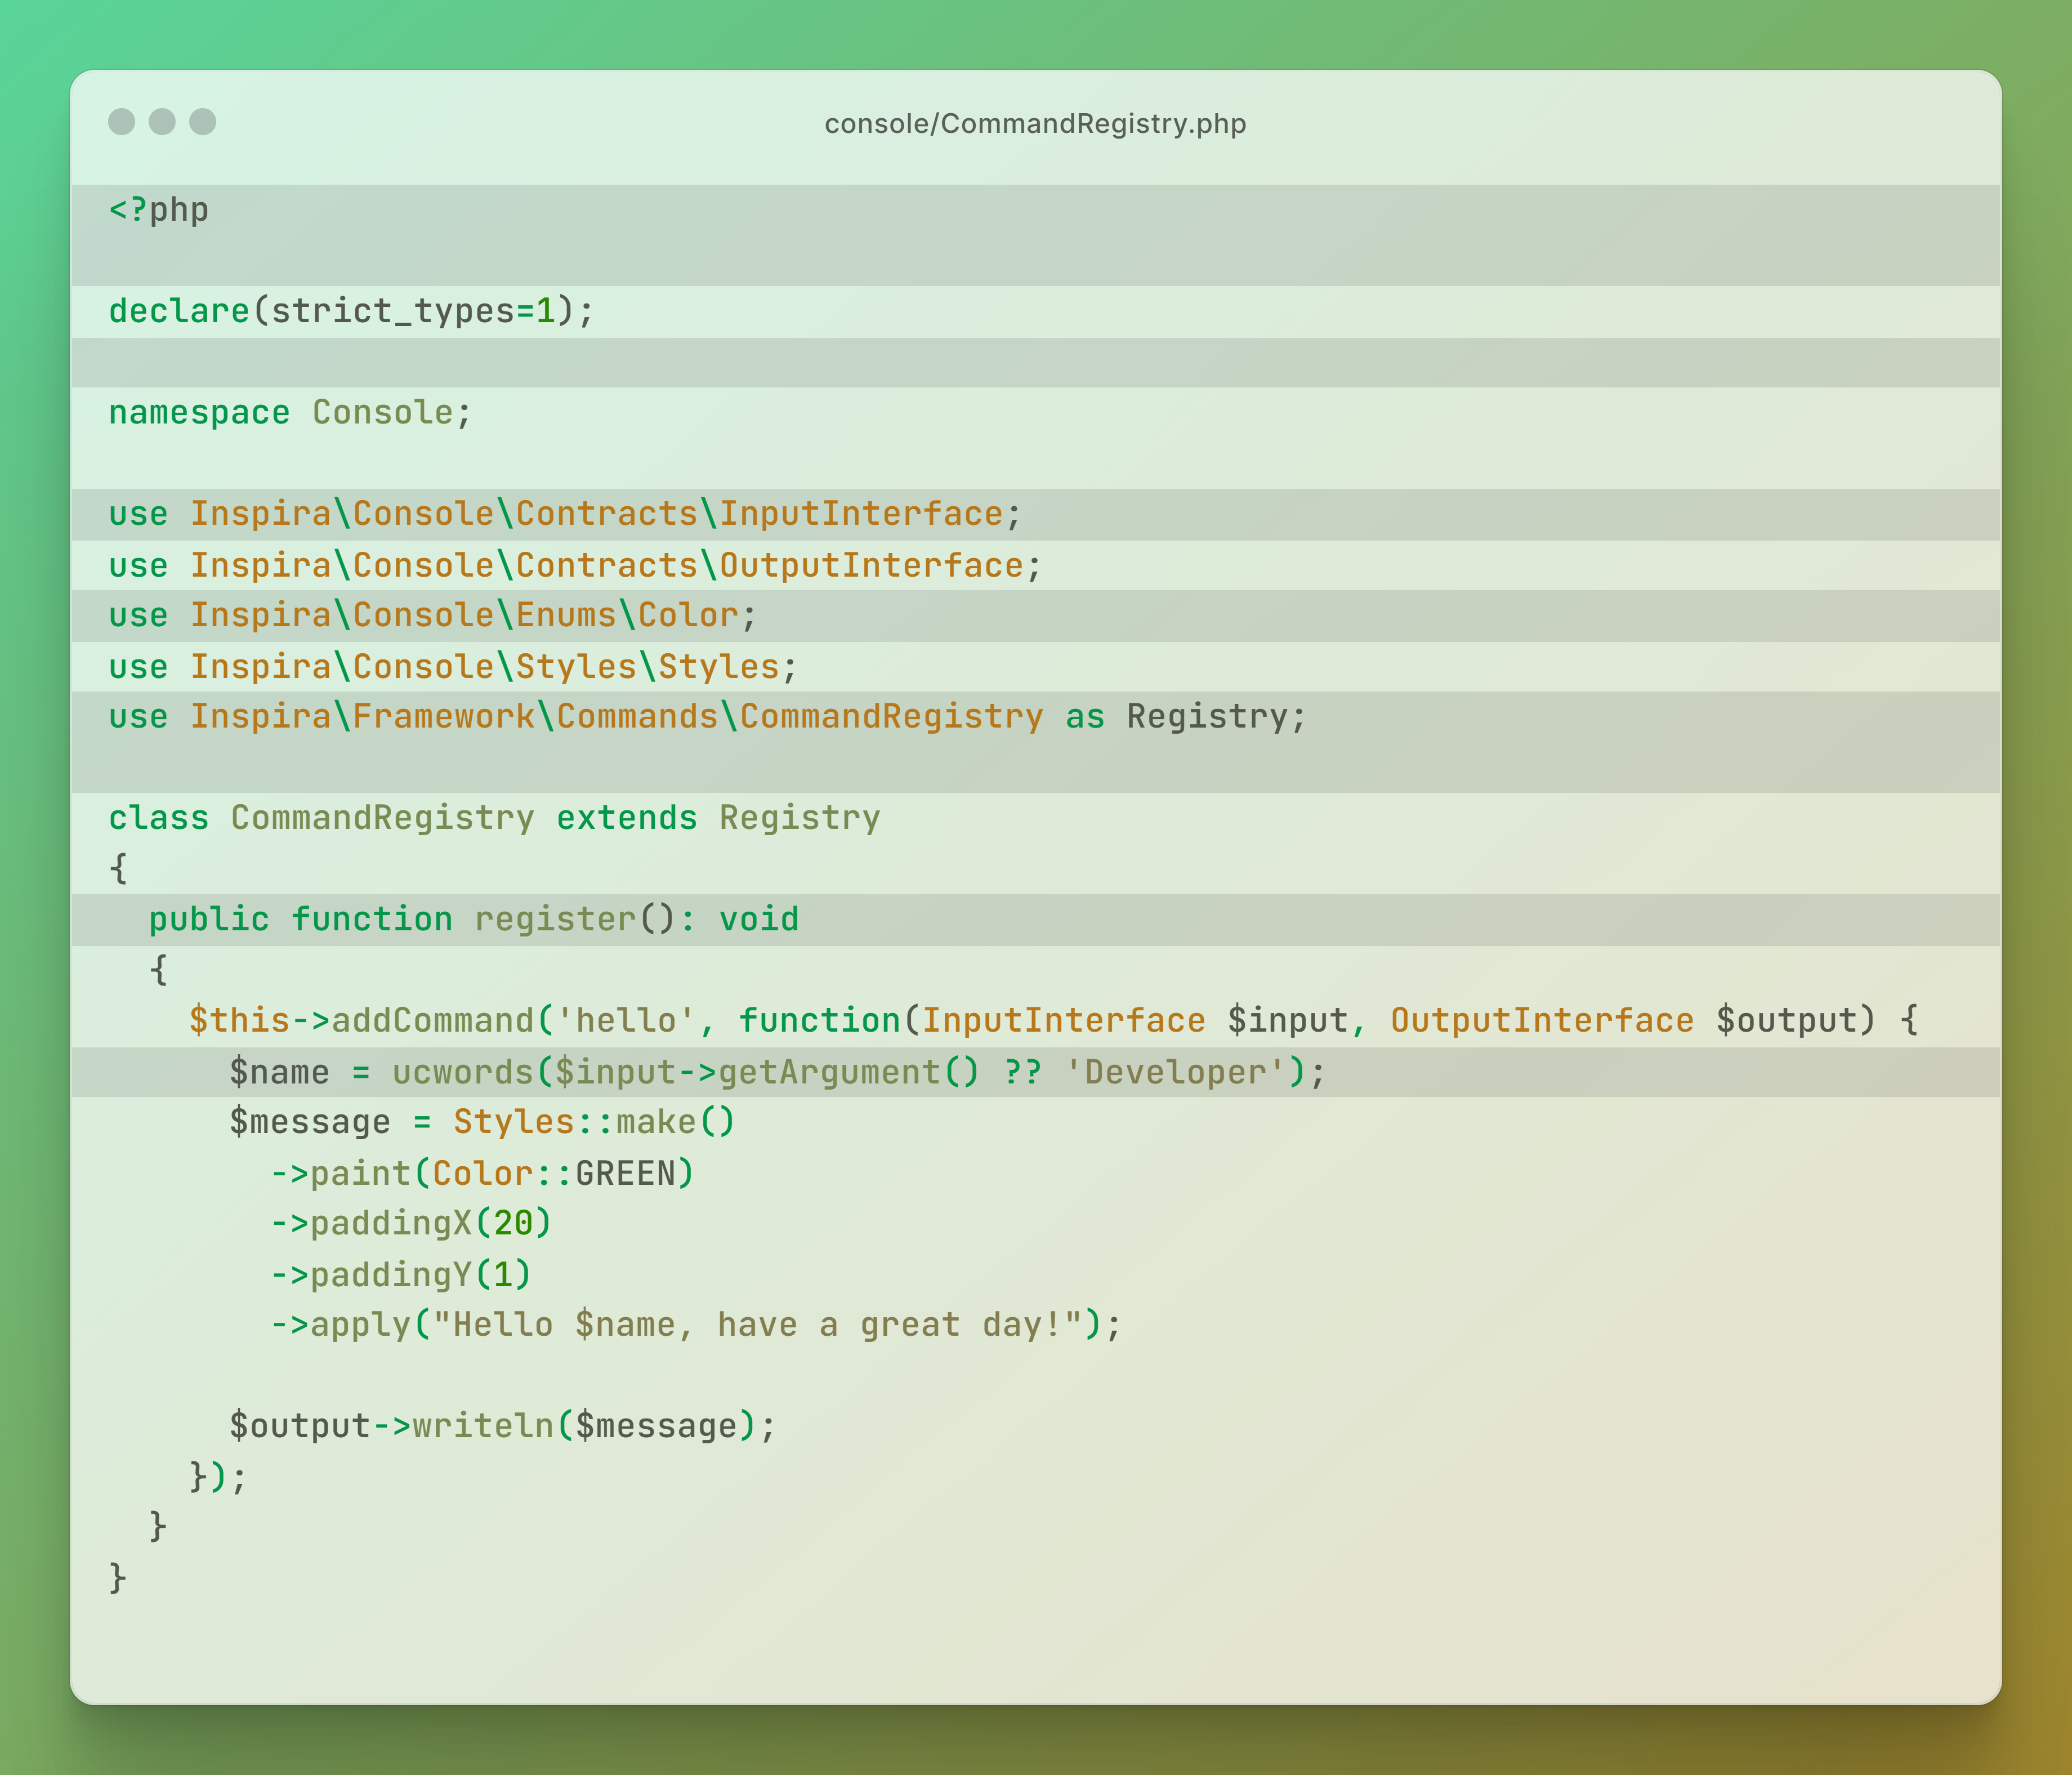 console/CommandRegistry.php
<?php
declare(strict_types=1);
namespace Console;
use Inspira\Console\Contracts\InputInterface;
use Inspira\Console\Contracts\OutputInterface;
use Inspira\Console\Enums\Color;
use Inspira\Console\Styles\Styles;
use Inspira\Framework\Commands\CommandRegistry as Registry;
class CommandRegistry extends Registry
{
  public function register(): void
  {
    $this->addCommand('hello', function(InputInterface $input, OutputInterface $output) {
      $name = ucwords($input->getArgument() ?? 'Developer');
      $message = Styles::make()
        ->paint(Color::GREEN)
        ->paddingX(20)
        ->paddingY(1)
        ->apply("Hello $name, have a great day!");
      $output->writeln($message);
    });
  }
}